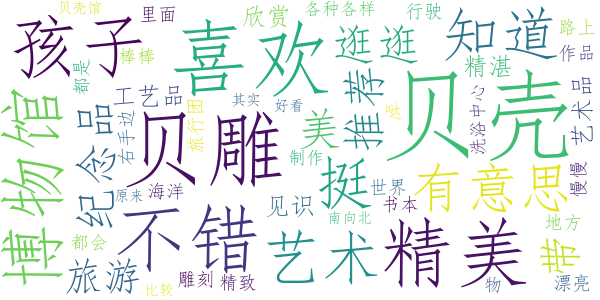 贝壳馆
里面
欣赏
各种各样
行驶
路上
孩子
棒棒
喜欢
逛逛
知道
作品
都是
精湛
博物馆
工艺品
右手边
旅行团
其实
好看
美
推荐
贝壳
洗浴中心
艺术品
纪念品
贝雕
制作
挺
有意思
慢慢
原来
海洋
不错
见识
世界
书本
南向北
带
地方
都会
旅游
雕刻
精致
艺术
精美
物
漂亮
比较